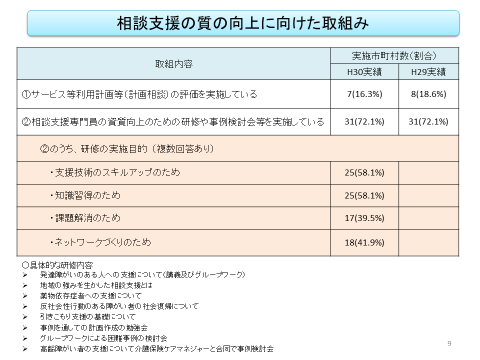 相談支援の質の向上に向けた取組み
取組内容
実施市町村数(割合)
H30実績 H29実績
①サービス等利用計画等(計画相談)の評価を実施している 7(16.3%) 8(18.6%)
②相談支援専門員の資質向上のための研修や事例検討会等を実施している 31(72.1%) 31(72.1%)
②のうち、研修の実施目的(複数回答あり)
・支援技術のスキルアップのため 25(58.1%)
・知識習得のため 25(58.1%)
・課題解消のため 17(39.5%)
・ネットワークづくりのため 18(41.9%)
○具体的な研修内容
➢ 発達障がいのある人への支援について(講義及びグループワーク)
➢ 地域の強みを生かした相談支援とは
➢ 薬物依存症者への支援について
➢ 反社会性行動のある障がい者の社会復帰について
➢ 引きこもり支援の基礎について
➢ 事例を通しての計画作成の勉強会
➢ グループワークによる困難事例の検討会
➢ 高齢障がい者の支援について介護保険ケアマネジャーと合同で事例検討会
9